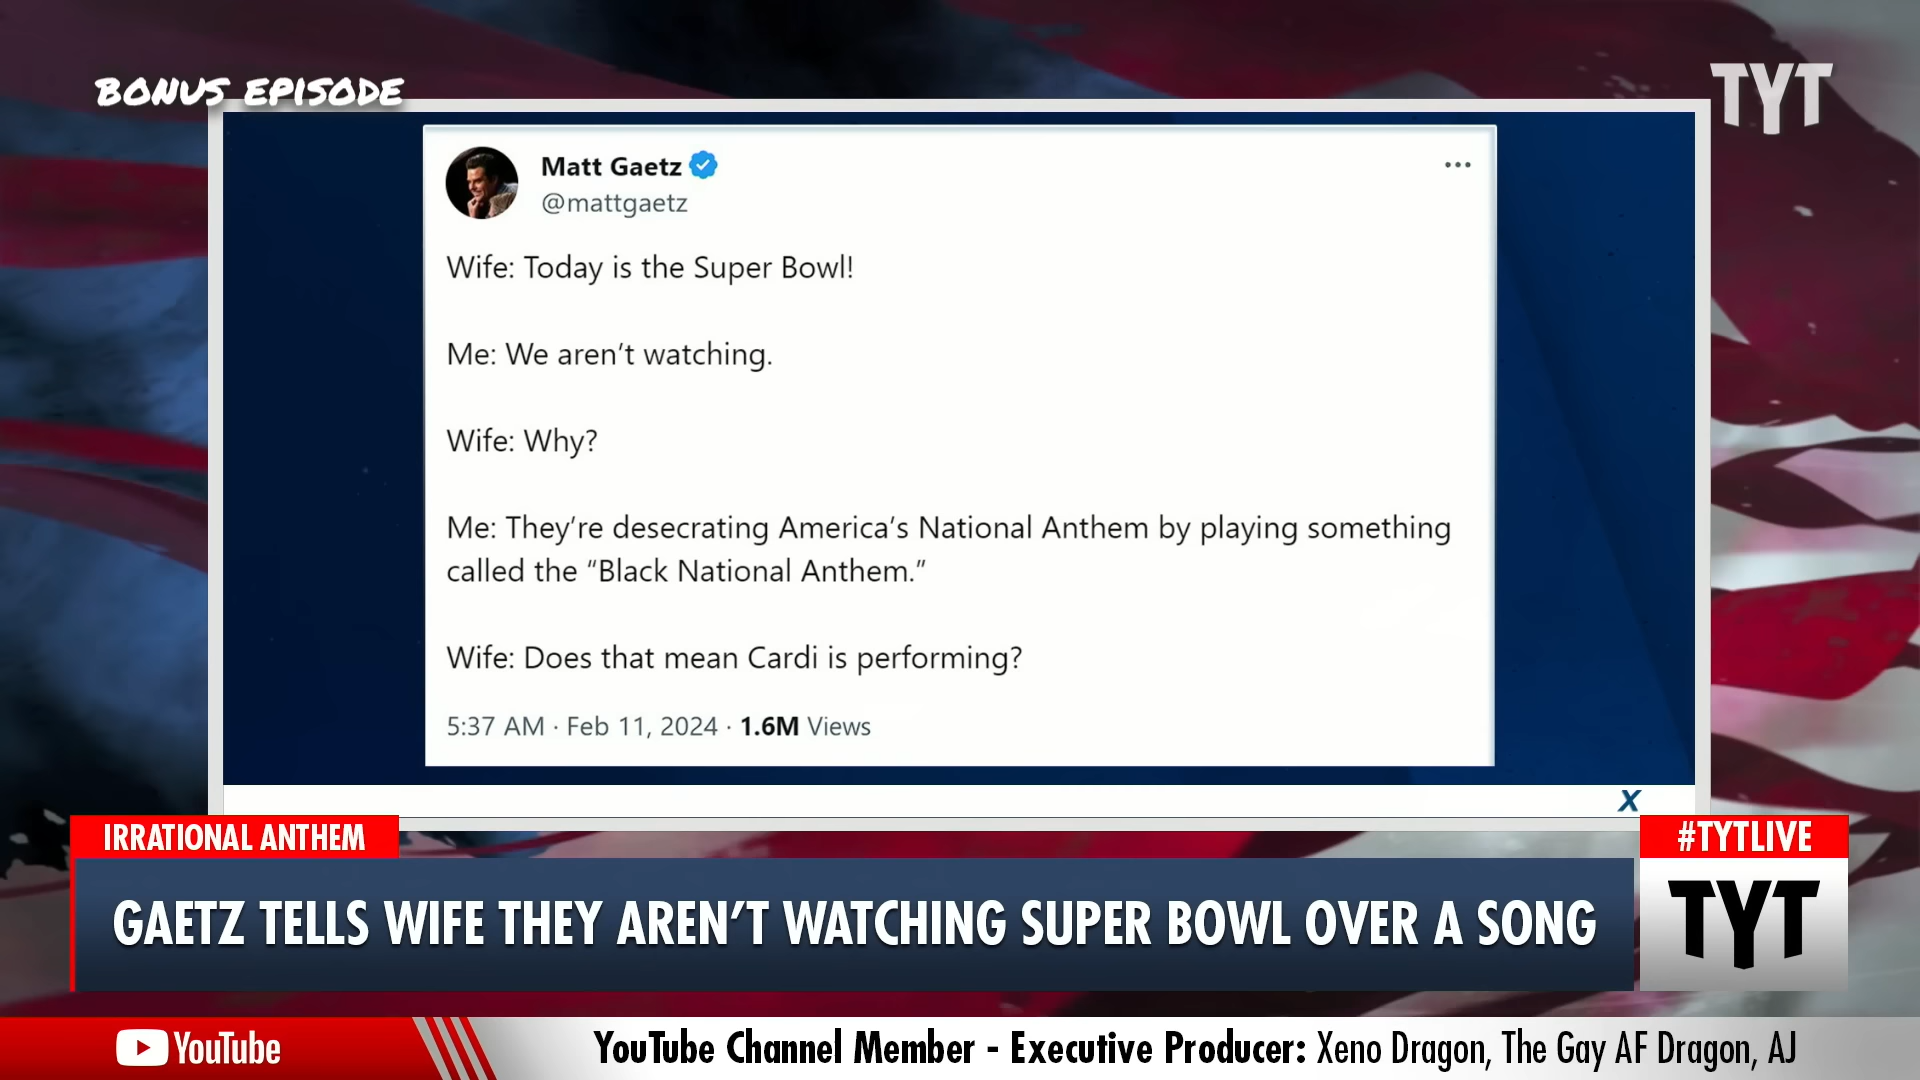 BONUS EPISODE
TYT
Matt Gaetz
@mattgaetz
Wife: Today is the Super Bowl!
Me: We aren’t watching.
Wife: Why?
Me: They’re desecrating America’s National Anthem by playing something
called the “Black National Anthem.”
Wife: Does that mean Cardi is performing?
5:37 AM · Feb 11, 2024 · 1.6M Views
X
IRRATIONAL ANTHEM
#TYTLIVE
GAETZ TELLS WIFE THEY AREN’T WATCHING SUPER BOWL OVER A SONG
TYT
YouTube
YouTube Channel Member - Executive Producer: Xeno Dragon, The Gay AF Dragon, AJ